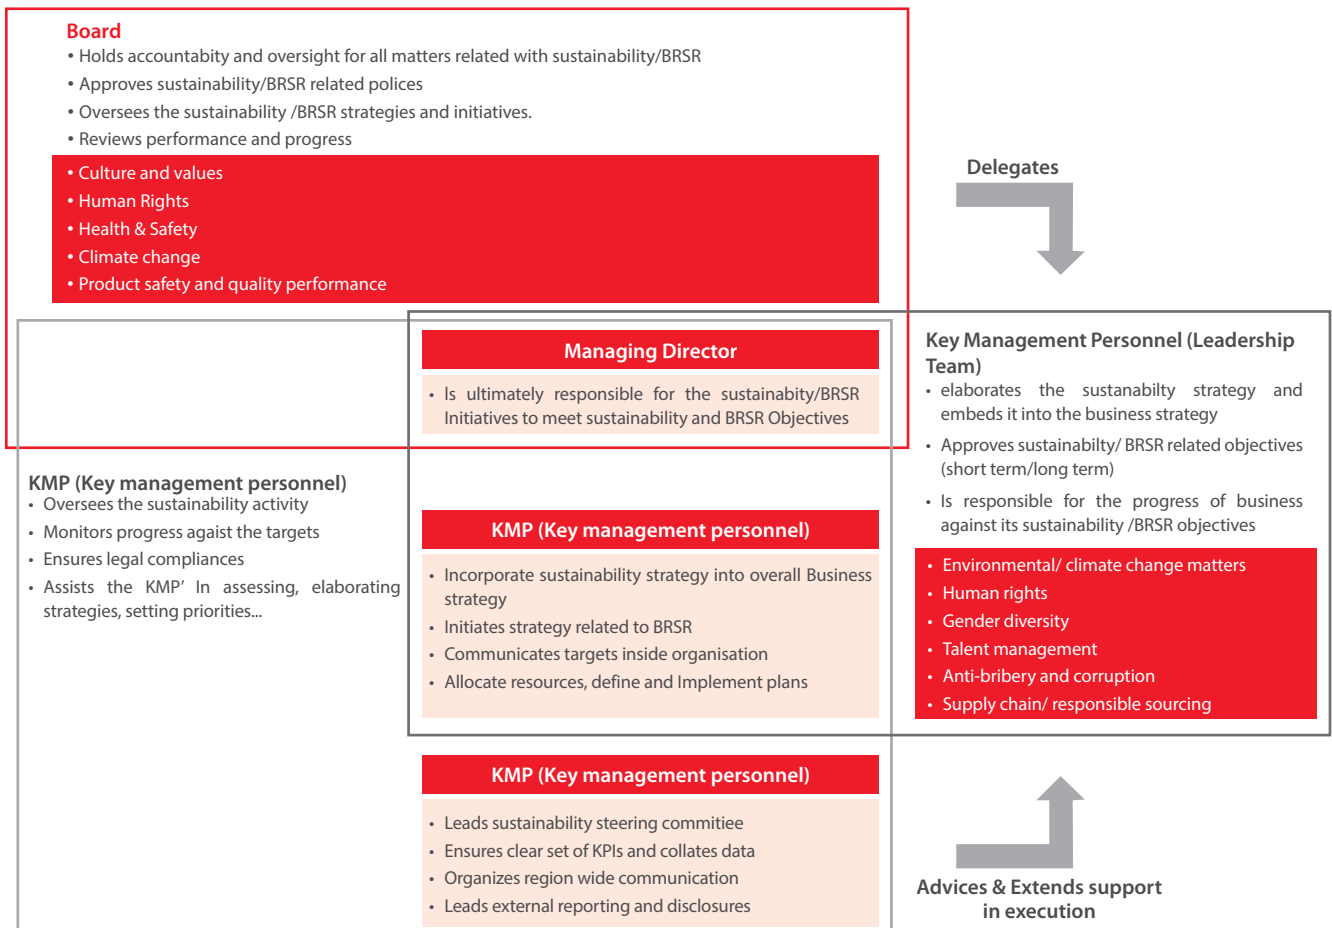 Board
• Holds accountabity and oversight for all matters related with sustainability/BRSR
• Approves sustainability/BRSR related polices
• Oversees the sustainability /BRSR strategies and initiatives.
• Reviews performance and progress
• Culture and values
• Human Rights
• Health & Safety
• Climate change
• Product safety and quality performance
Delegates
Managing Director
• Is ultimately responsible for the sustainabity/BRSR
Initiatives to meet sustainability and BRSR Objectives
Key Management Personnel (Leadership
Team)
• elaborates the sustanabilty strategy and
embeds it into the business strategy
• Approves sustainabilty/ BRSR related objectives
(short term/long term)
• Is responsible for the progress of business
against its sustainability /BRSR objectives
• Environmental/ climate change matters
• Human rights
• Gender diversity
• Talent management
• Anti-bribery and corruption
• Supply chain/ responsible sourcing
KMP (Key management personnel)
• Oversees the sustainability activity
• Monitors progress agaist the targets
• Ensures legal compliances
• Assists the KMP' In assessing, elaborating
strategies, setting priorities...
KMP (Key management personnel)
• Incorporate sustainability strategy into overall Business
strategy
• Initiates strategy related to BRSR
• Communicates targets inside organisation
• Allocate resources, define and Implement plans
KMP (Key management personnel)
• Leads sustainability steering commitiee
• Ensures clear set of KPIs and collates data
• Organizes region wide communication
• Leads external reporting and disclosures
Advices & Extends support
in execution